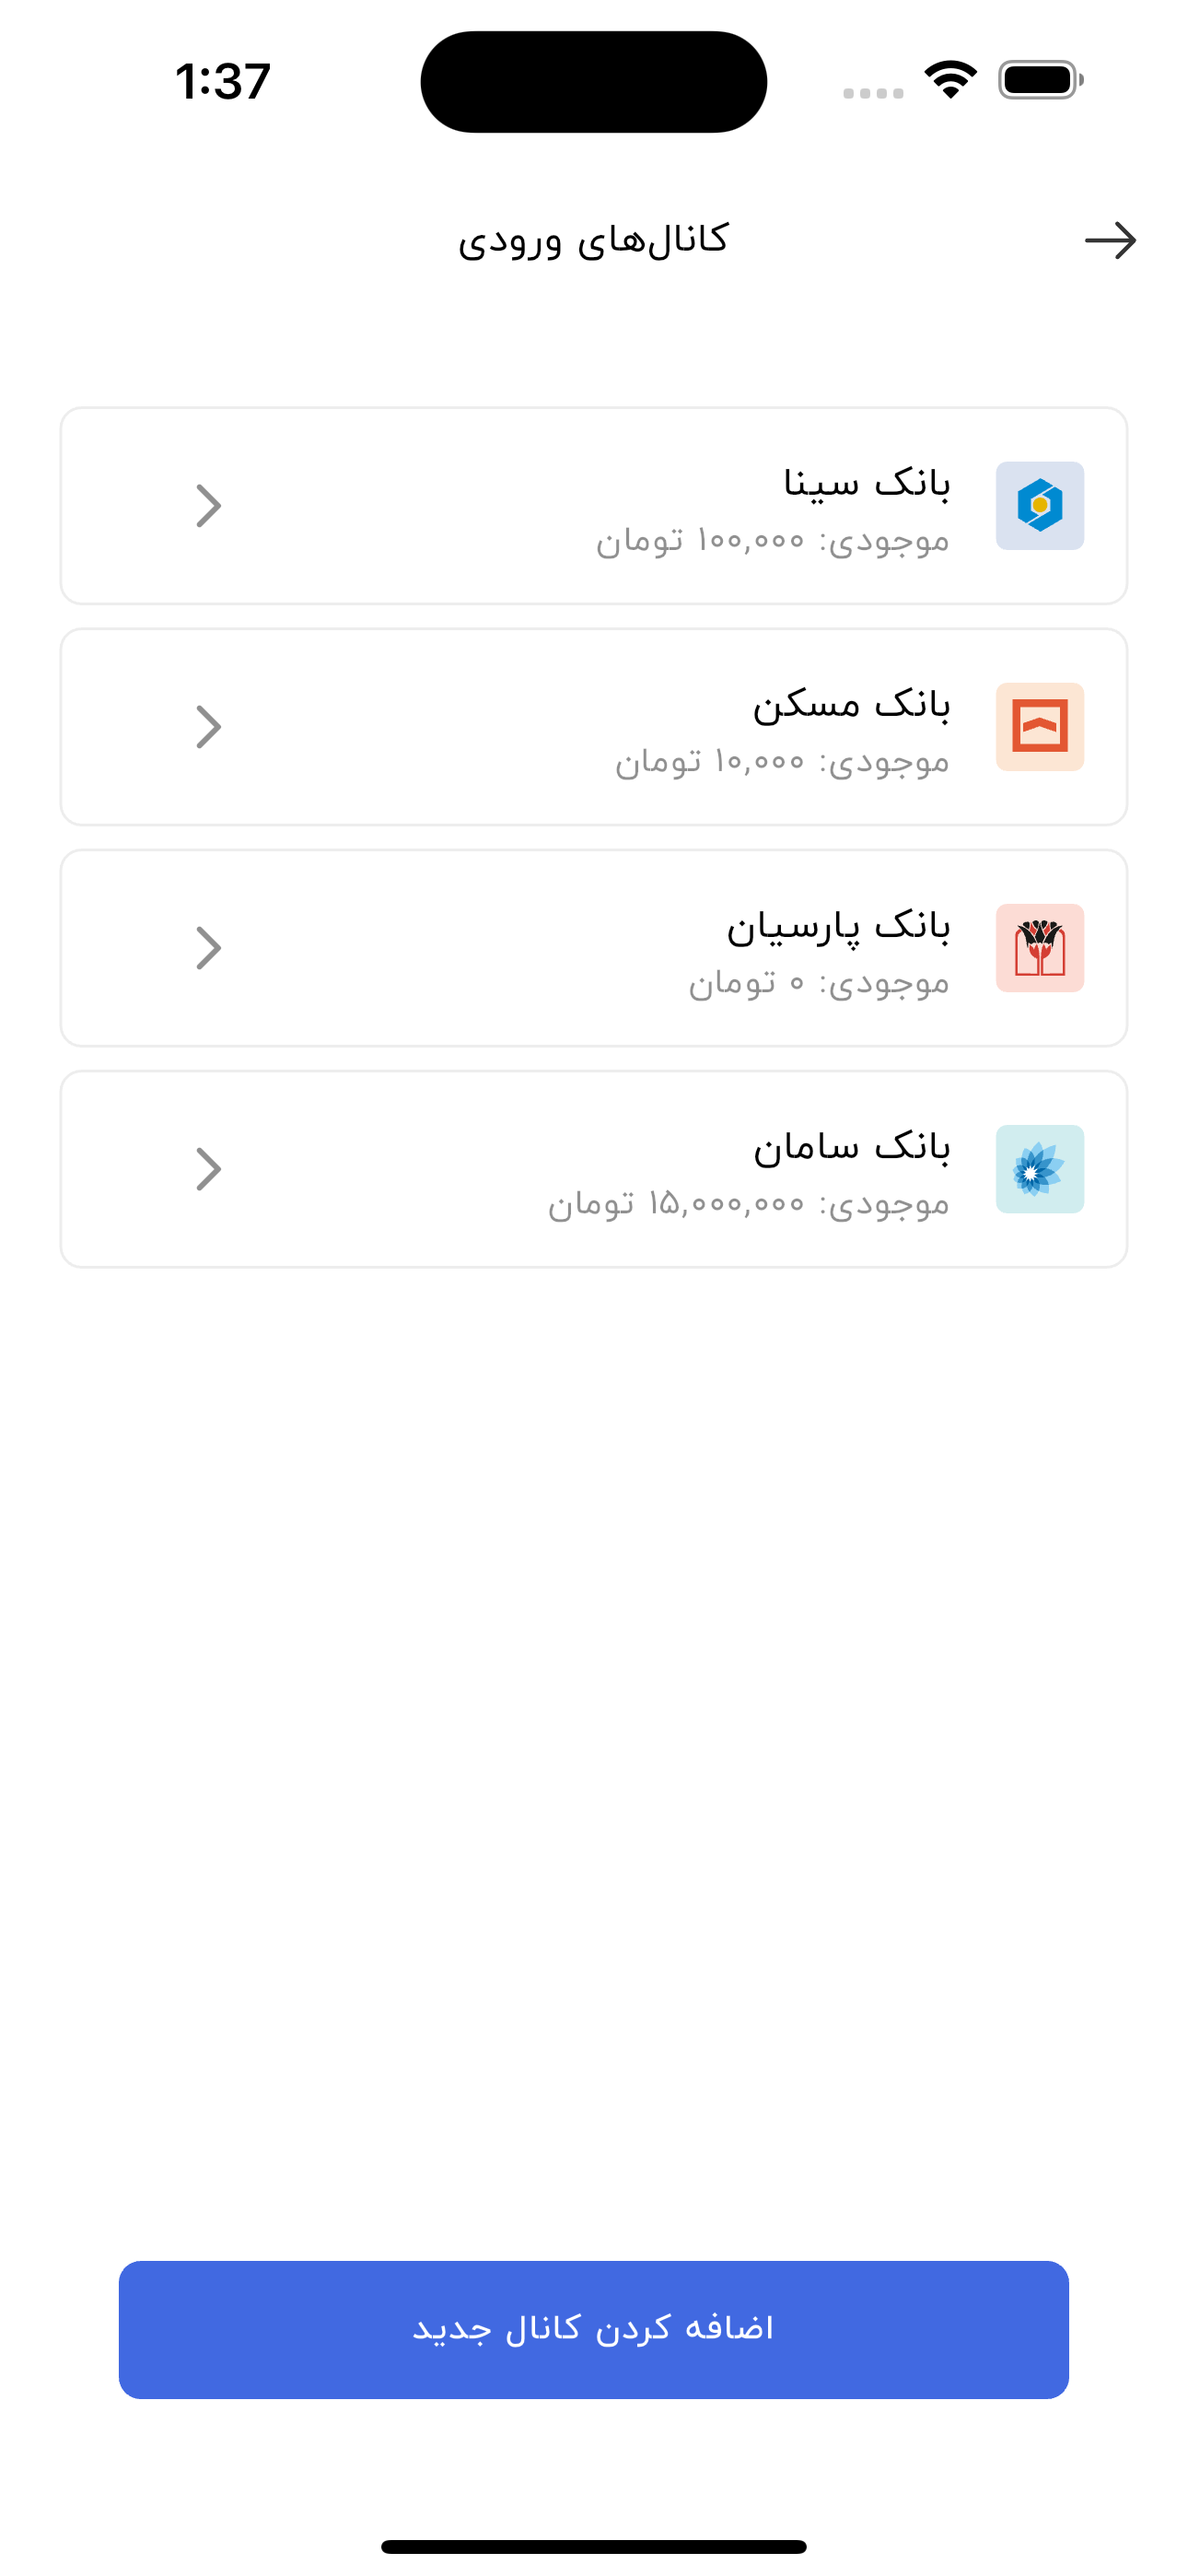 1:37
کانال‌های ورودی
بانک سینا
موجودی: ۱۰۰,۰۰۰ تومان
بانک مسکن
موجودی: ۱۰,۰۰۰ تومان
بانک پارسیان
موجودی: ۰ تومان
بانک سامان
موجودی: ۱۵,۰۰۰,۰۰۰ تومان
اضافه کردن کانال جدید